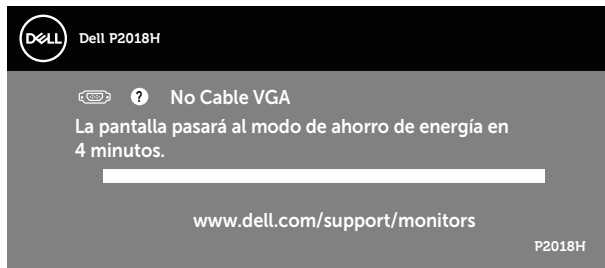 DELL
Dell P2018H
? No Cable VGA
La pantalla pasará al modo de ahorro de energía en
4 minutos.
www.dell.com/support/monitors
P2018H